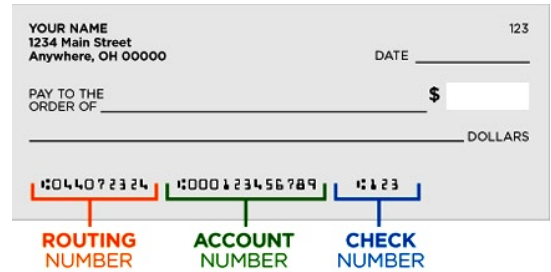 YOUR NAME 123
1234 Main Street
Anywhere, OH 00000 DATE
PAY TO THE
ORDER OF $
DOLLARS
⑆044072324⑆ ⑆000123456789⑆ ⑆123
ROUTING ACCOUNT CHECK
NUMBER NUMBER NUMBER